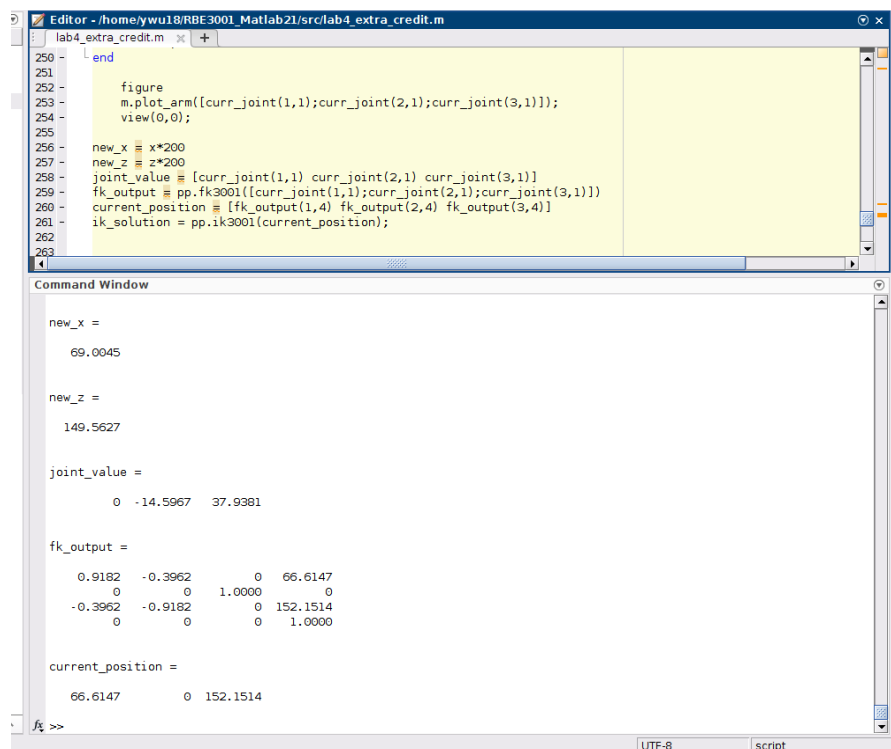 Editor - /home/ywu18/RBE3001_Matlab21/src/lab4_extra_credit.m
lab4_extra_credit.m × +
250 - end
251
252 - figure
253 - m.plot_arm([curr_joint(1,1);curr_joint(2,1);curr_joint(3,1)]);
254 - view(0,0);
255
256 - new_x = x*200
257 - new_z = z*200
258 - joint_value = [curr_joint(1,1) curr_joint(2,1) curr_joint(3,1)]
259 - fk_output = pp.fk3001([curr_joint(1,1);curr_joint(2,1);curr_joint(3,1)])
260 - current_position = [fk_output(1,4) fk_output(2,4) fk_output(3,4)]
261 - ik_solution = pp.ik3001(current_position);
262
263
Command Window
new_x =
69.0045
new_z =
149.5627
joint_value =
0 -14.5967 37.9381
fk_output =
0.9182 -0.3962 0 66.6147
0 0 1.0000 0
-0.3962 -0.9182 0 152.1514
0 0 0 1.0000
current_position =
66.6147 0 152.1514
fx >>
UTF-8 script